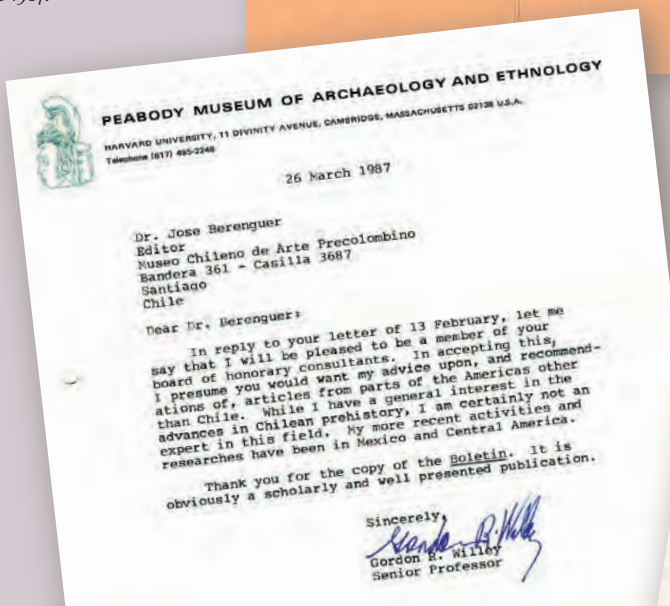 PEABODY MUSEUM OF ARCHAEOLOGY AND ETHNOLOGY
HARVARD UNIVERSITY, 11 DIVINITY AVENUE, CAMBRIDGE, MASSACHUSETTS 02138 U.S.A.
Telephone (617) 495-2248
26 March 1987
Dr. Jose Berenguer
Editor
Museo Chileno de Arte Precolombino
Bandera 361 - Casilla 3687
Santiago
Chile
Dear Dr. Berenguer:
In reply to your letter of 13 February, let me
say that I will be pleased to be a member of your
board of honorary consultants. In accepting this,
I presume you would want my advice upon, and recommend-
ations of, articles from parts of the Americas other
than Chile. While I have a general interest in the
advances in Chilean prehistory, I am certainly not an
expert in this field. My more recent activities and
researches have been in Mexico and Central America.
Thank you for the copy of the Boletin. It is
obviously a scholarly and well presented publication.
Sincerely,
Gordon R. Willey
Gordon R. Willey
Senior Professor